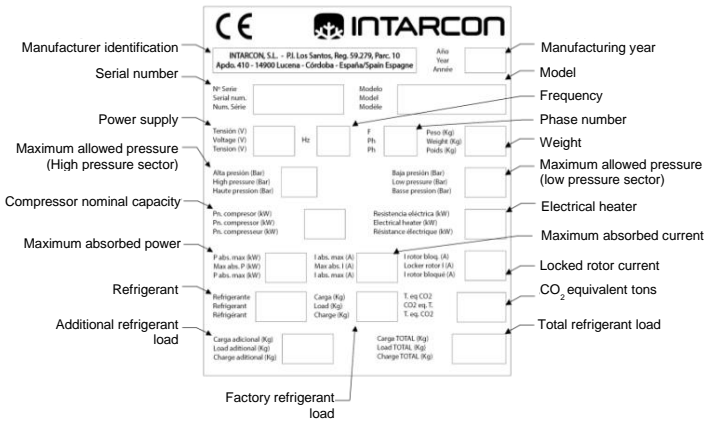 CE INTARCON
Manufacturer identification
INTARCON, S.L. - P.I. Los Santos, Reg. 59.279, Parc. 10
Apdo. 410 - 14900 Lucena - Córdoba - España/Spain Espagne
Año
Year
Année
Manufacturing year
Serial number
Nº Serie
Serial num.
Num. Série
Modelo
Model
Modèle
Model
Frequency
Power supply
Tensión (V)
Voltage (V)
Tension (V)
Hz
F
Ph
Ph
Phase number
Peso (Kg)
Weight (Kg)
Poids (Kg)
Weight
Maximum allowed pressure
(High pressure sector)
Alta presión (Bar)
High pressure (Bar)
Haute pression (Bar)
Baja presión (Bar)
Low pressure (Bar)
Basse pression (Bar)
Maximum allowed pressure
(low pressure sector)
Compressor nominal capacity
Pn. compresor (kW)
Pn. compressor (kW)
Pn. compresseur (kW)
Resistencia eléctrica (kW)
Electrical heater (kW)
Résistance électrique (kW)
Electrical heater
Maximum absorbed power
P abs. max (kW)
Max abs. P (kW)
P abs. max (kW)
I abs. max (A)
Max abs. I (A)
I abs. max (A)
Maximum absorbed current
I rotor bloq. (A)
Locker rotor I (A)
I rotor bloqué (A)
Locked rotor current
Refrigerant
Refrigerante
Refrigerant
Réfrigérant
Carga (Kg)
Load (Kg)
Charge (Kg)
T. eq CO2
CO2 eq. T.
T. eq. CO2
CO2 equivalent tons
Additional refrigerant
load
Carga adicional (Kg)
Load aditional (Kg)
Charge aditional (Kg)
Carga TOTAL (Kg)
Load TOTAL (Kg)
Charge TOTAL (Kg)
Total refrigerant load
Factory refrigerant
load